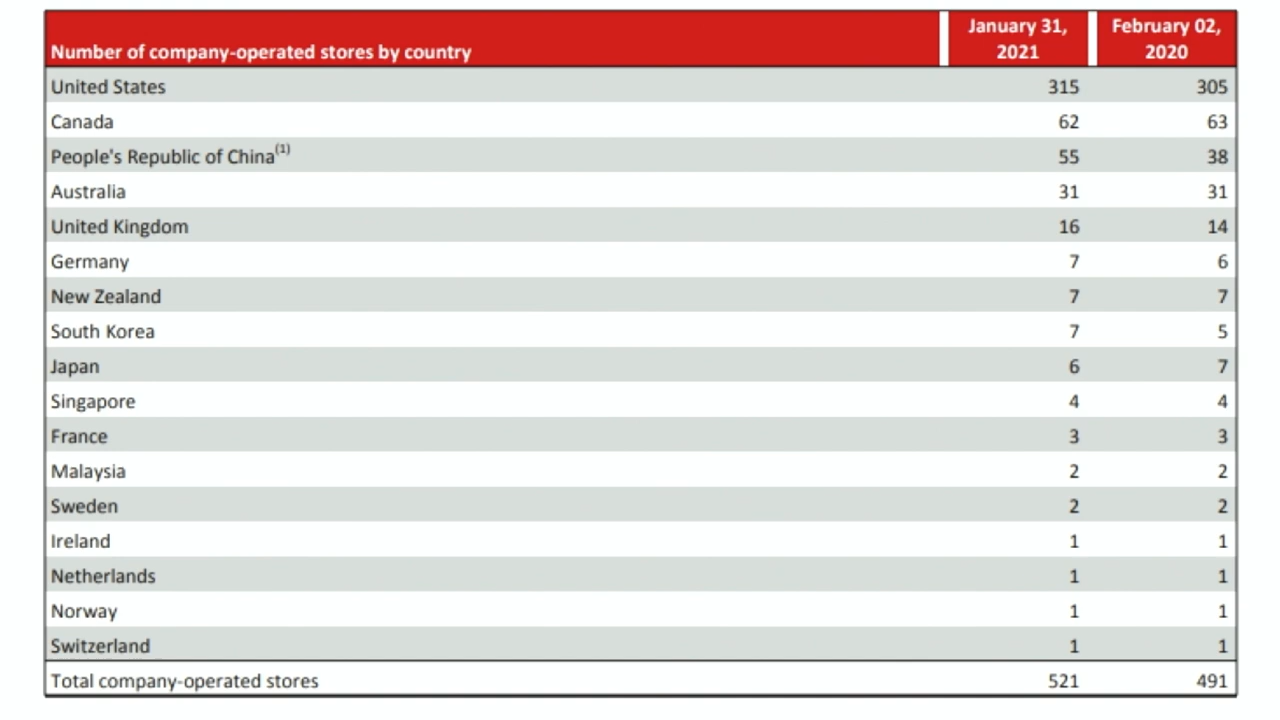 Number of company-operated stores by country January 31, 2021 February 02, 2020
United States 315 305
Canada 62 63
People's Republic of China(1) 55 38
Australia 31 31
United Kingdom 16 14
Germany 7 6
New Zealand 7 7
South Korea 7 5
Japan 6 7
Singapore 4 4
France 3 3
Malaysia 2 2
Sweden 2 2
Ireland 1 1
Netherlands 1 1
Norway 1 1
Switzerland 1 1
Total company-operated stores 521 491